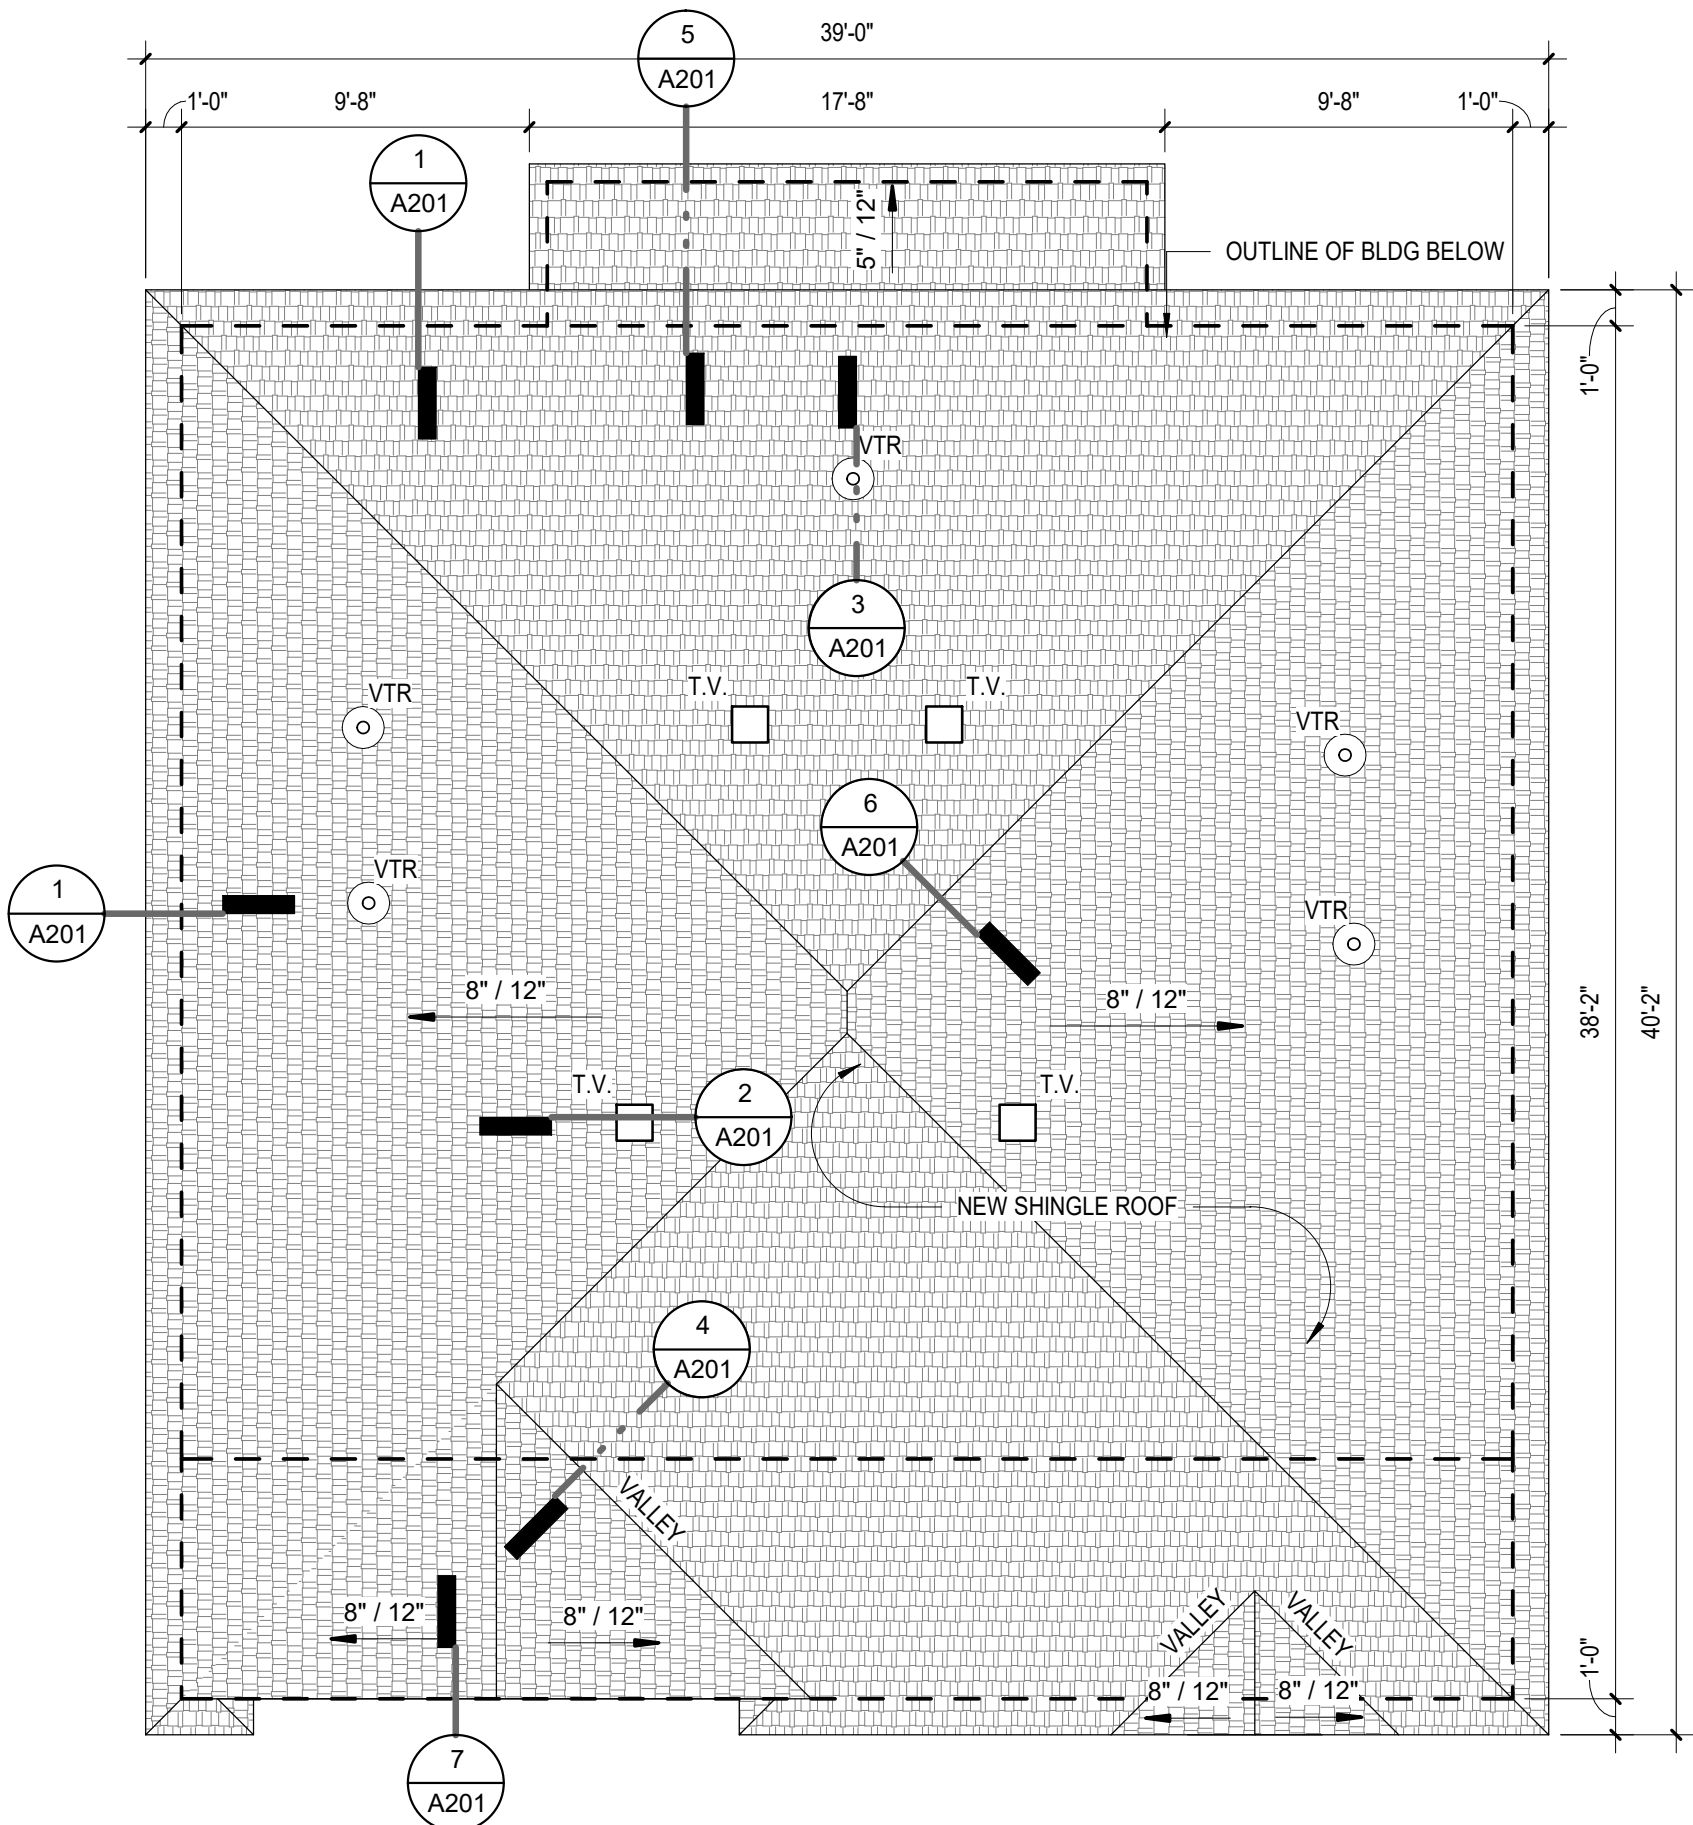 39'-0"
5
A201
1'-0"
9'-8"
17'-8"
9'-8"
1'-0"
1
A201
5" / 12"
OUTLINE OF BLDG BELOW
1'-0"
VTR
3
A201
T.V.
T.V.
VTR
VTR
6
A201
VTR
VTR
1
A201
8" / 12"
8" / 12"
38'-2"
40'-2"
T.V.
2
A201
T.V.
NEW SHINGLE ROOF
4
A201
VALLEY
8" / 12"
8" / 12"
VALLEY
VALLEY
8" / 12"
8" / 12"
1'-0"
7
A201